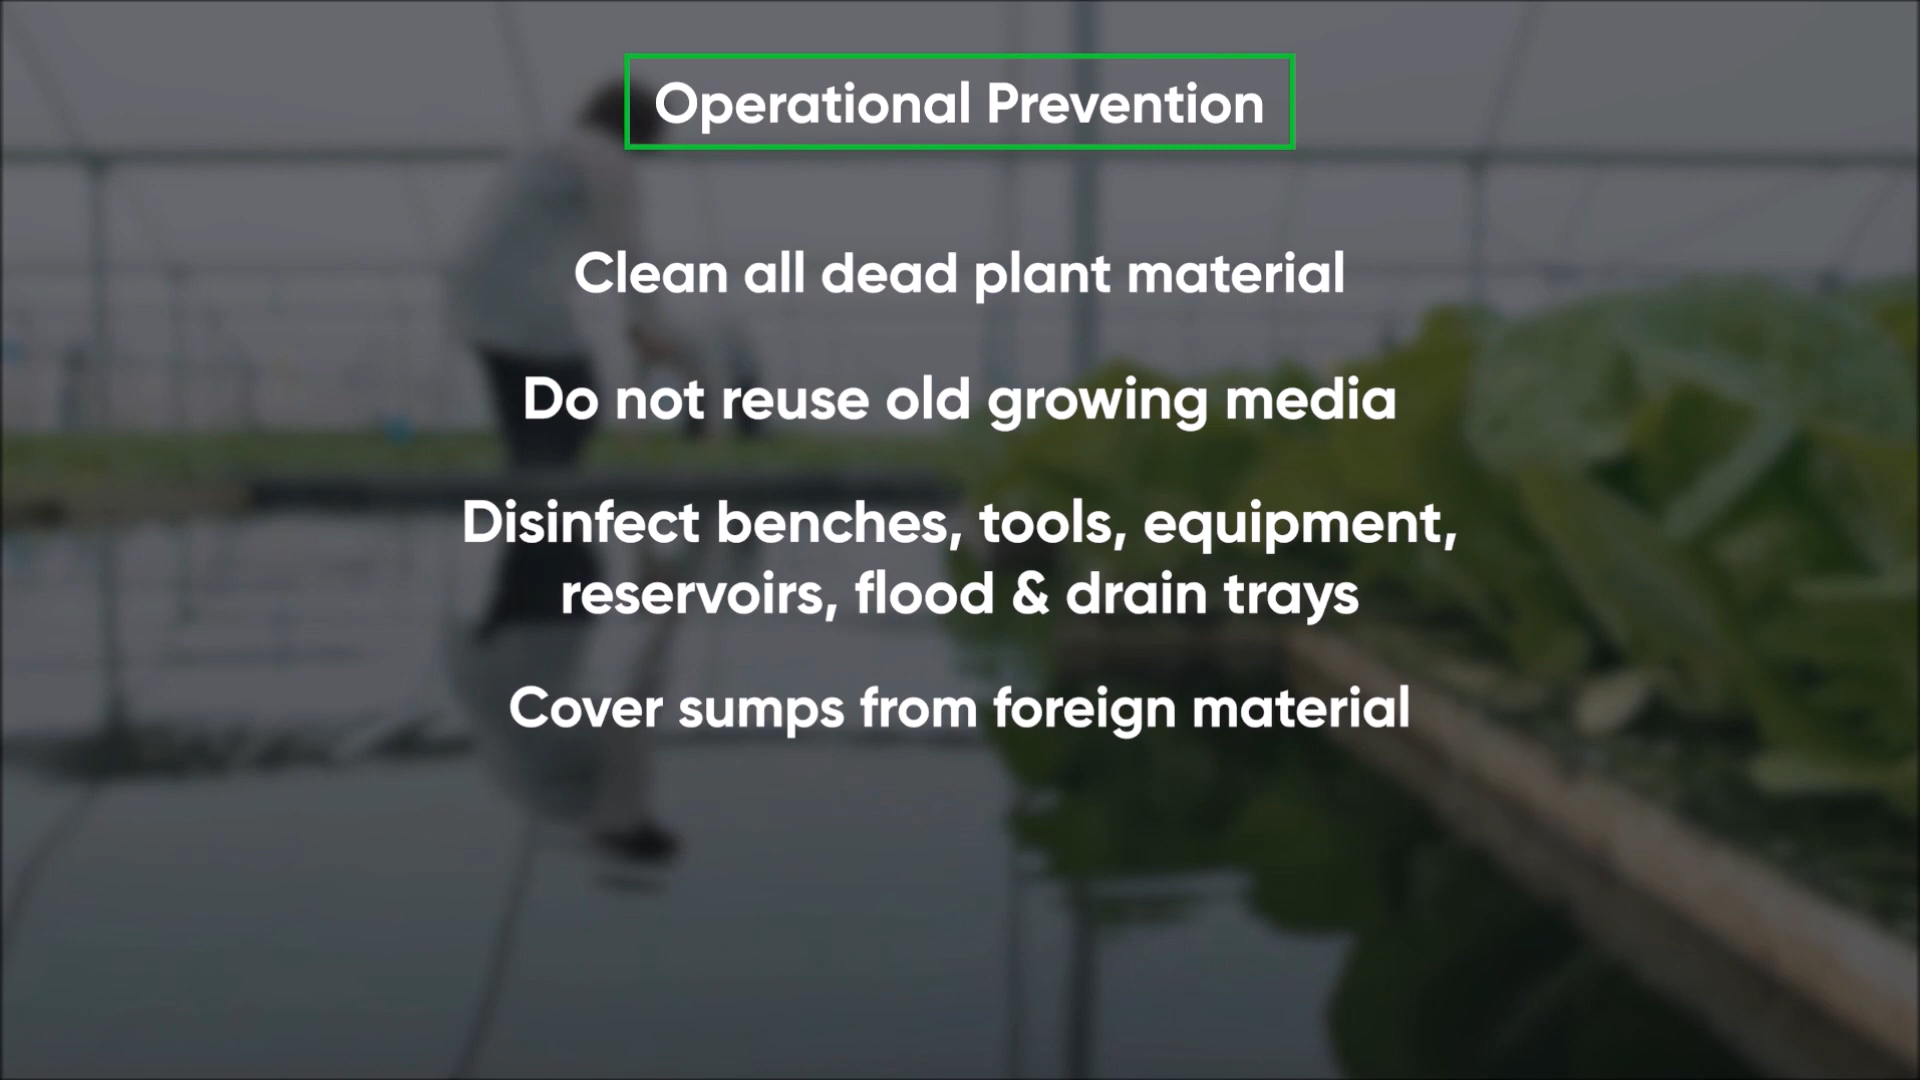 Operational Prevention
Clean all dead plant material
Do not reuse old growing media
Disinfect benches, tools, equipment,
reservoirs, flood & drain trays
Cover sumps from foreign material